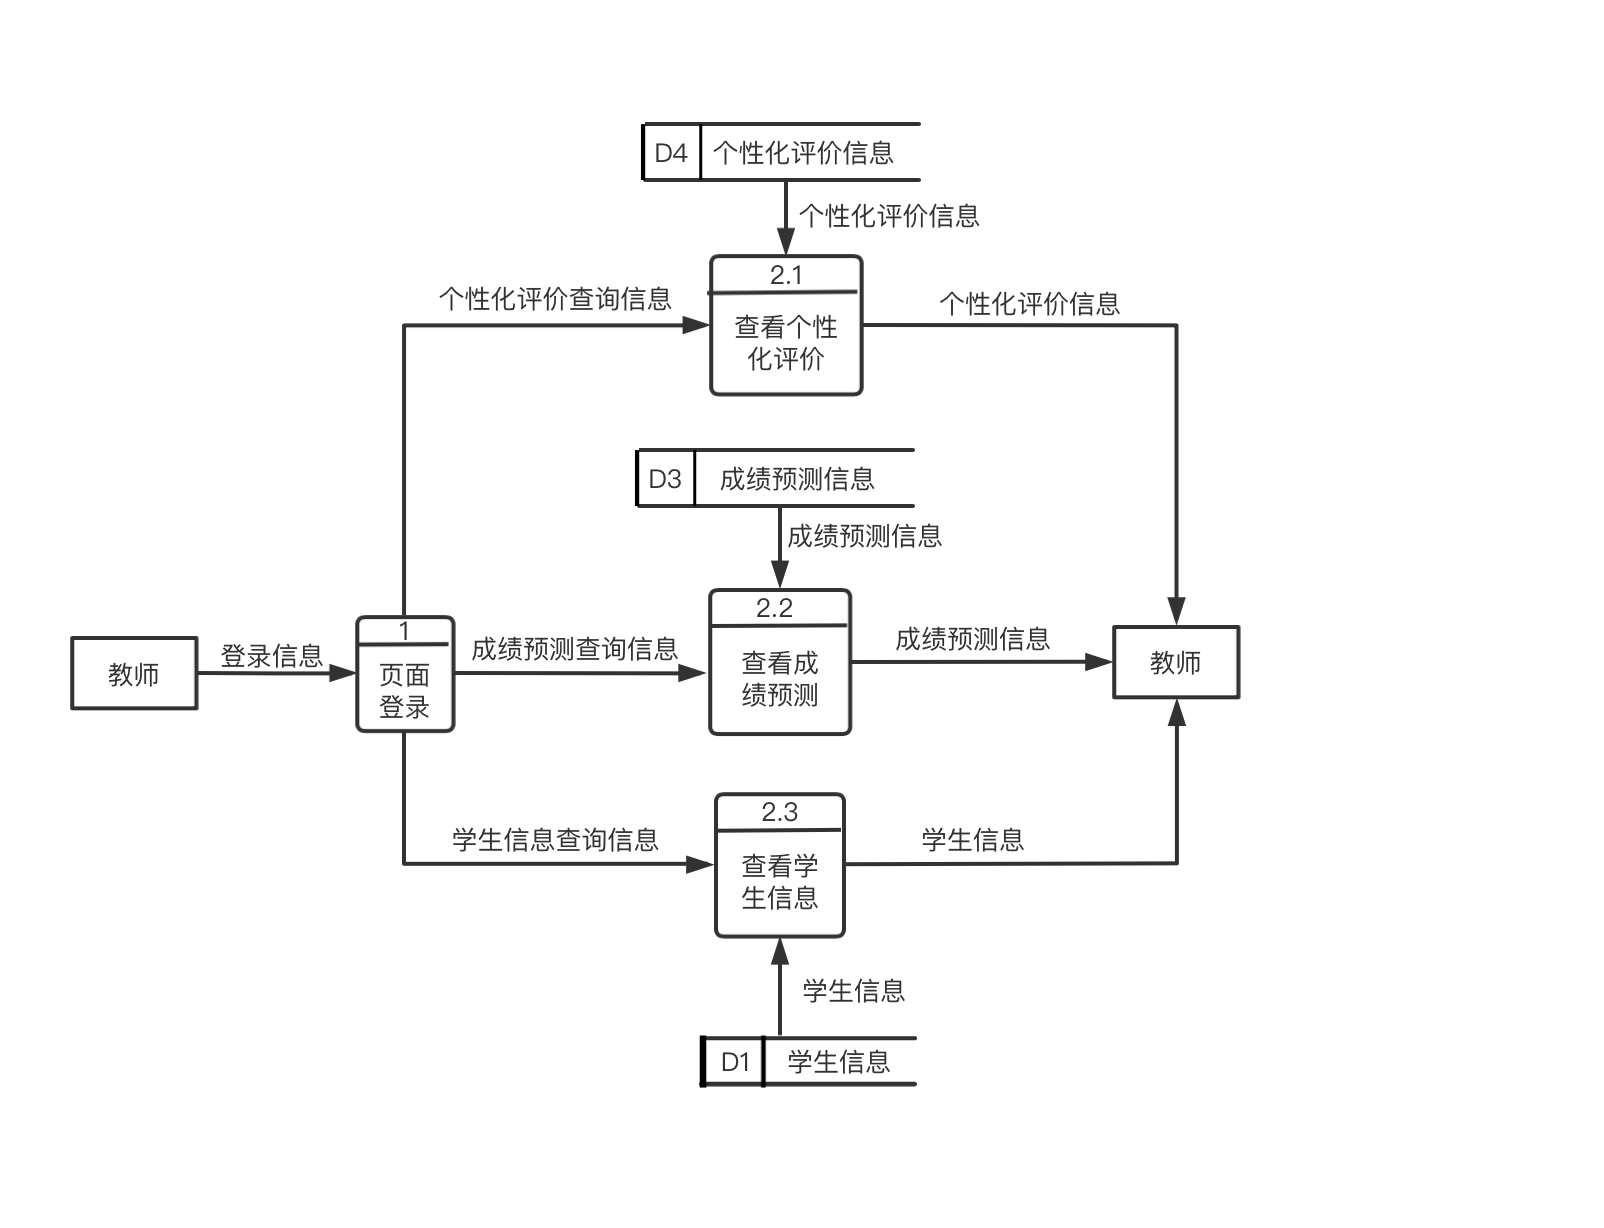 D4
个性化评价信息
个性化评价信息
2.1
查看个性
化评价
个性化评价查询信息
个性化评价信息
D3
成绩预测信息
成绩预测信息
2.2
查看成
绩预测
教师
登录信息
1
页面
登录
成绩预测查询信息
成绩预测信息
教师
2.3
查看学
生信息
学生信息查询信息
学生信息
学生信息
D1
学生信息